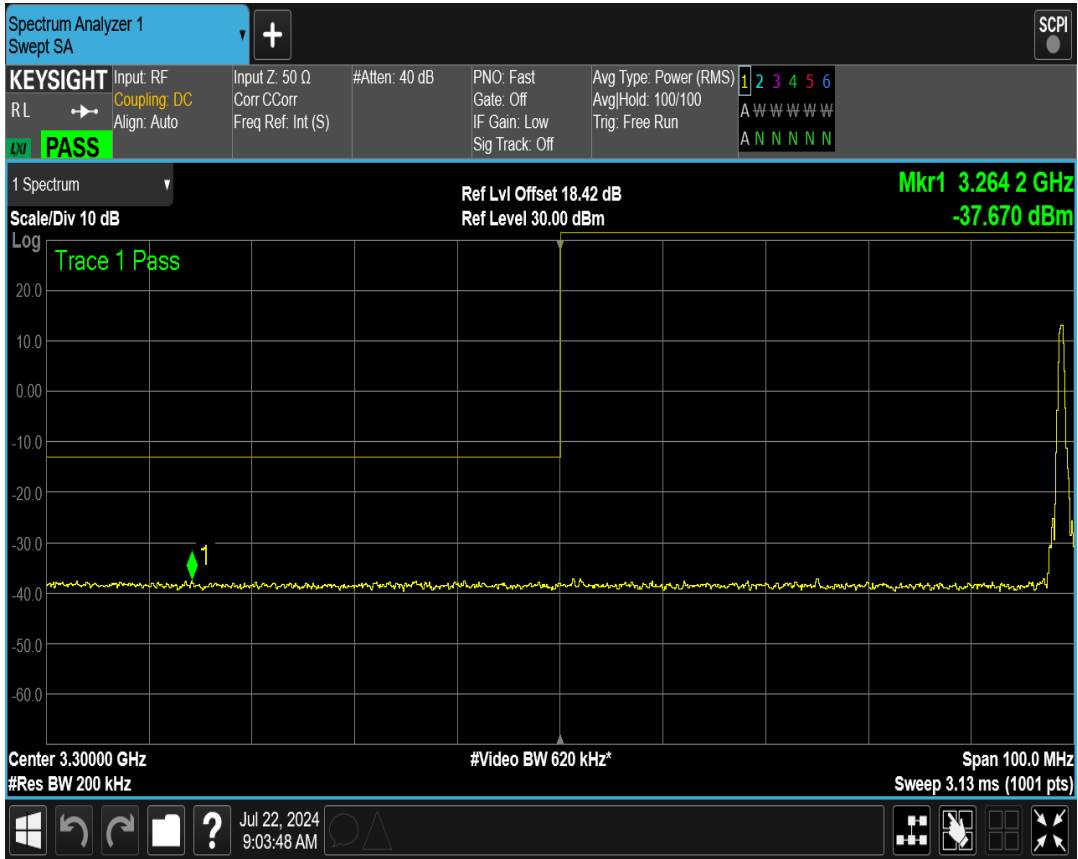 Spectrum Analyzer 1
Swept SA
+
SCPI
KEYSIGHT
R L
LXI PASS
Input: RF
Coupling: DC
Align: Auto
Input Z: 50 Ω
Corr CCorr
Freq Ref: Int (S)
#Atten: 40 dB
PNO: Fast
Gate: Off
IF Gain: Low
Sig Track: Off
Avg Type: Power (RMS)
Avg|Hold: 100/100
Trig: Free Run
1 2 3 4 5 6
A W W W W W
A N N N N N
1 Spectrum
Scale/Div 10 dB
Ref Lvl Offset 18.42 dB
Ref Level 30.00 dBm
Mkr1 3.264 2 GHz
-37.670 dBm
Log
Trace 1 Pass
20.0
10.0
0.00
-10.0
-20.0
-30.0
1
-40.0
-50.0
-60.0
Center 3.30000 GHz
#Video BW 620 kHz*
Span 100.0 MHz
#Res BW 200 kHz
Sweep 3.13 ms (1001 pts)
?
Jul 22, 2024
9:03:48 AM